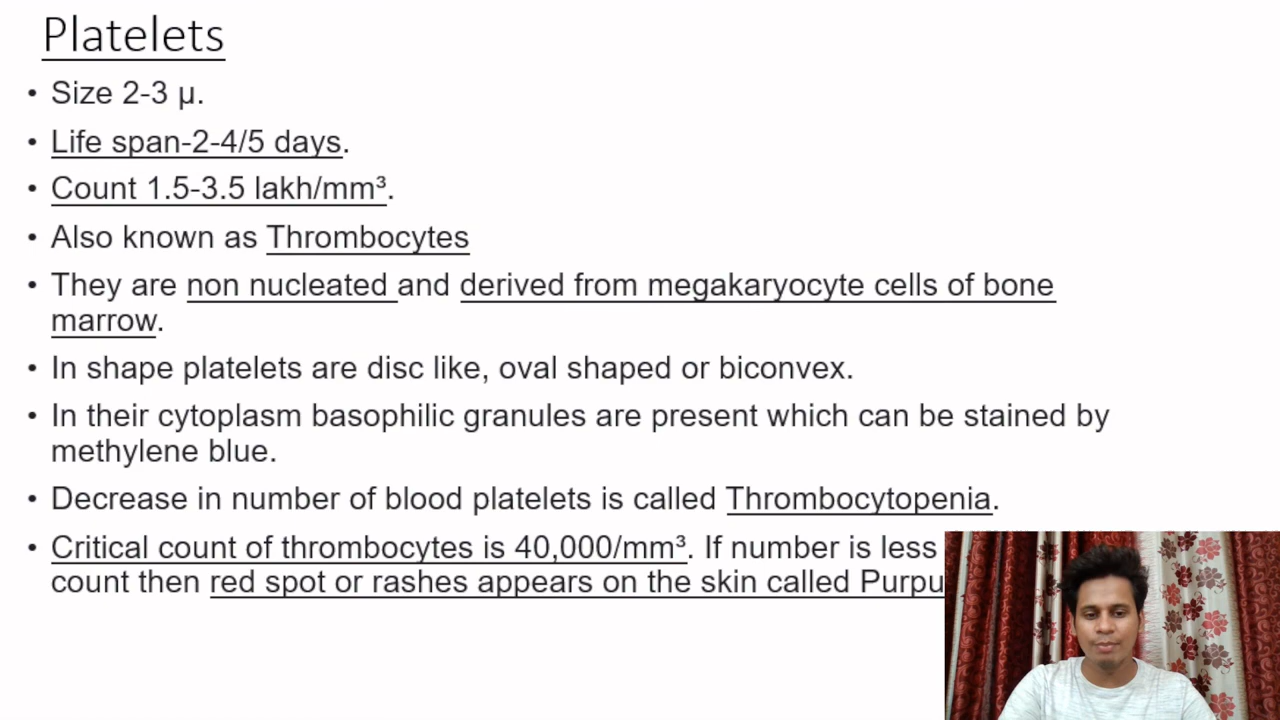 Platelets
• Size 2-3 µ.
• Life span-2-4/5 days.
• Count 1.5-3.5 lakh/mm³.
• Also known as Thrombocytes
• They are non nucleated and derived from megakaryocyte cells of bone
marrow.
• In shape platelets are disc like, oval shaped or biconvex.
• In their cytoplasm basophilic granules are present which can be stained by
methylene blue.
• Decrease in number of blood platelets is called Thrombocytopenia.
• Critical count of thrombocytes is 40,000/mm³. If number is less
count then red spot or rashes appears on the skin called